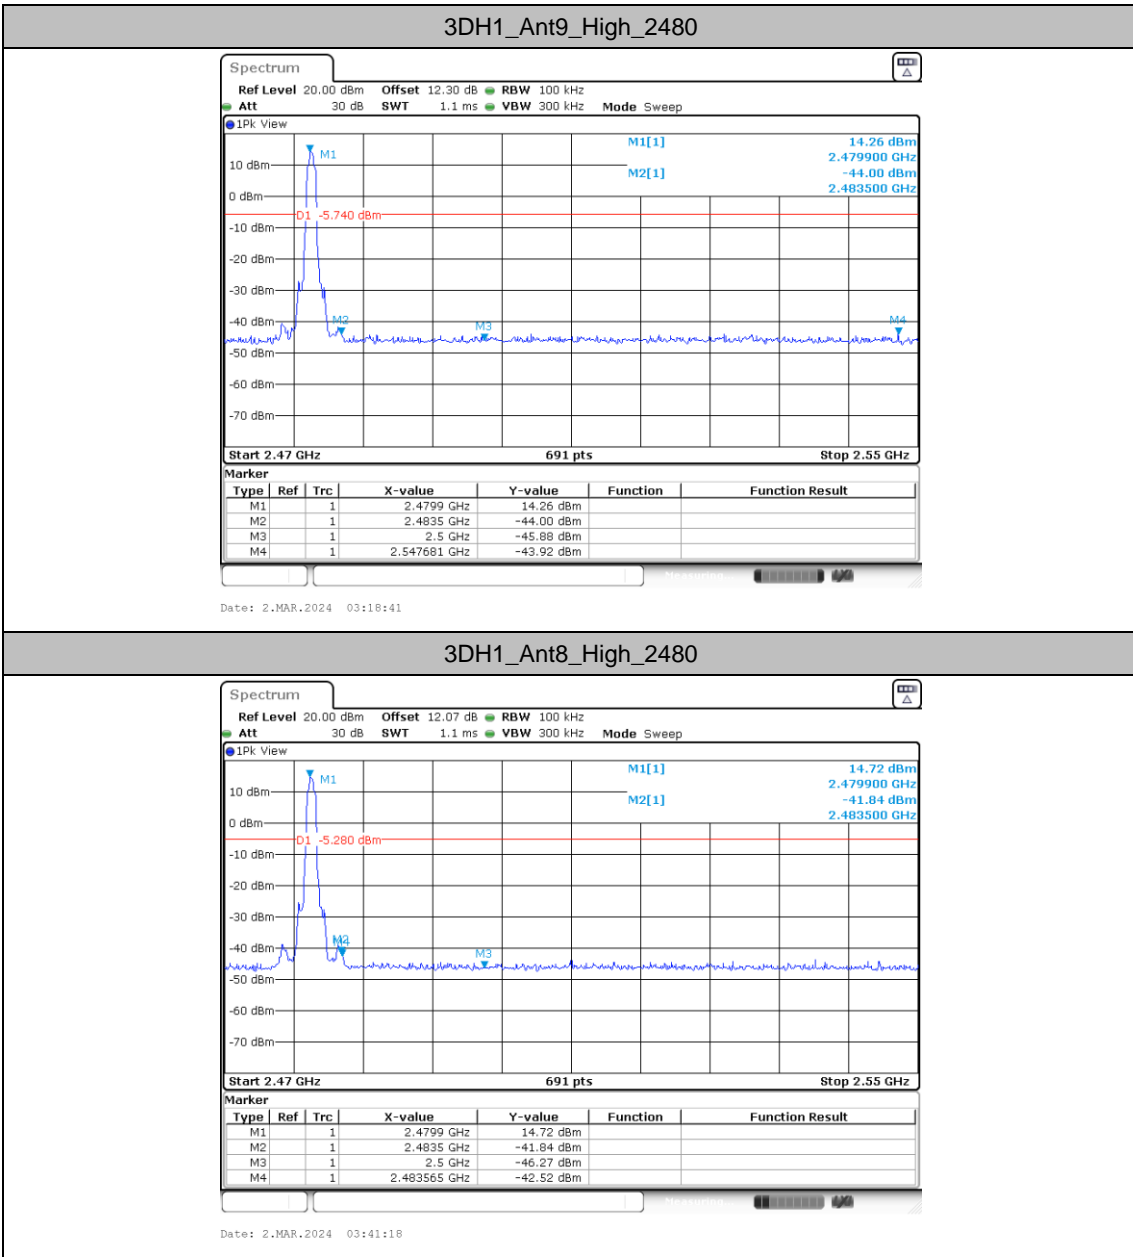 3DH1_Ant9_High_2480
Spectrum
Ref Level 20.00 dBm Offset 12.30 dB RBW 100 kHz
Att 30 dB SWT 1.1 ms VBW 300 kHz Mode Sweep
1Pk View
M1[1] 14.26 dBm
2.479900 GHz
M2[1] -44.00 dBm
2.483500 GHz
M1
10 dBm
0 dBm
D1 -5.740 dBm
-10 dBm
-20 dBm
-30 dBm
-40 dBm
M2
M3
M4
-50 dBm
-60 dBm
-70 dBm
Start 2.47 GHz 691 pts Stop 2.55 GHz
Marker
Type Ref Trc X-value Y-value Function Function Result
M1 1 2.4799 GHz 14.26 dBm
M2 1 2.4835 GHz -44.00 dBm
M3 1 2.5 GHz -45.88 dBm
M4 1 2.547681 GHz -43.92 dBm
Measuring...
Date: 2.MAR.2024 03:18:41
3DH1_Ant8_High_2480
Spectrum
Ref Level 20.00 dBm Offset 12.07 dB RBW 100 kHz
Att 30 dB SWT 1.1 ms VBW 300 kHz Mode Sweep
1Pk View
M1[1] 14.72 dBm
2.479900 GHz
M2[1] -41.84 dBm
2.483500 GHz
M1
10 dBm
0 dBm
D1 -5.280 dBm
-10 dBm
-20 dBm
-30 dBm
-40 dBm
M2
M4
M3
-50 dBm
-60 dBm
-70 dBm
Start 2.47 GHz 691 pts Stop 2.55 GHz
Marker
Type Ref Trc X-value Y-value Function Function Result
M1 1 2.4799 GHz 14.72 dBm
M2 1 2.4835 GHz -41.84 dBm
M3 1 2.5 GHz -46.27 dBm
M4 1 2.483565 GHz -42.52 dBm
Measuring...
Date: 2.MAR.2024 03:41:18